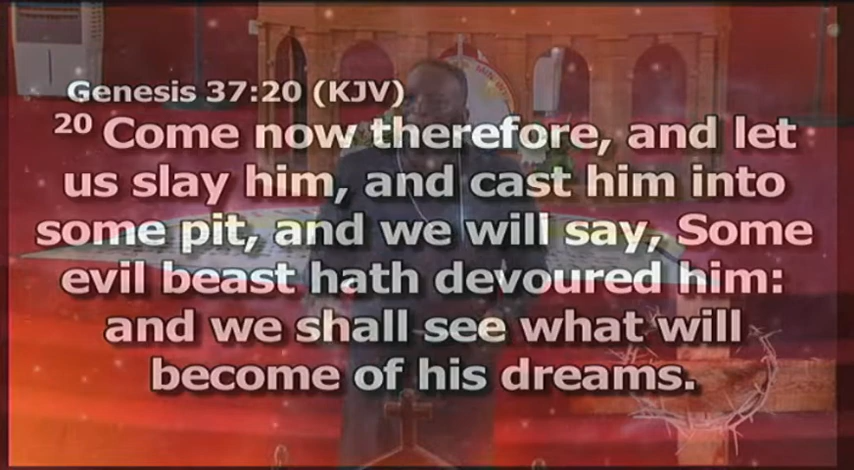 Genesis 37:20 (KJV)
20 Come now therefore, and let
us slay him, and cast him into
some pit, and we will say, Some
evil beast hath devoured him:
and we shall see what will
become of his dreams.